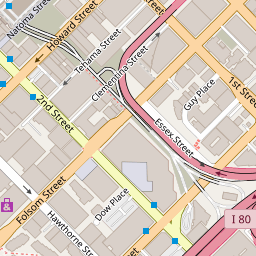 Natoma Street
Howard Street
Tehama Street
Clementina Street
1st Street
Guy Place
2nd Street
Essex Street
Folsom Street
Dow Place
Hawthorne Str
I 80